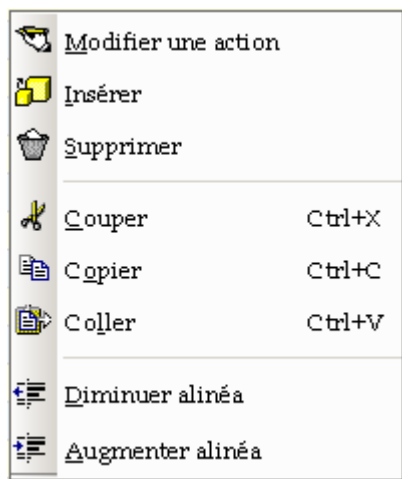 Modifier une action
Insérer
Supprimer
Couper Ctrl+X
Copier Ctrl+C
Coller Ctrl+V
Diminuer alinéa
Augmenter alinéa